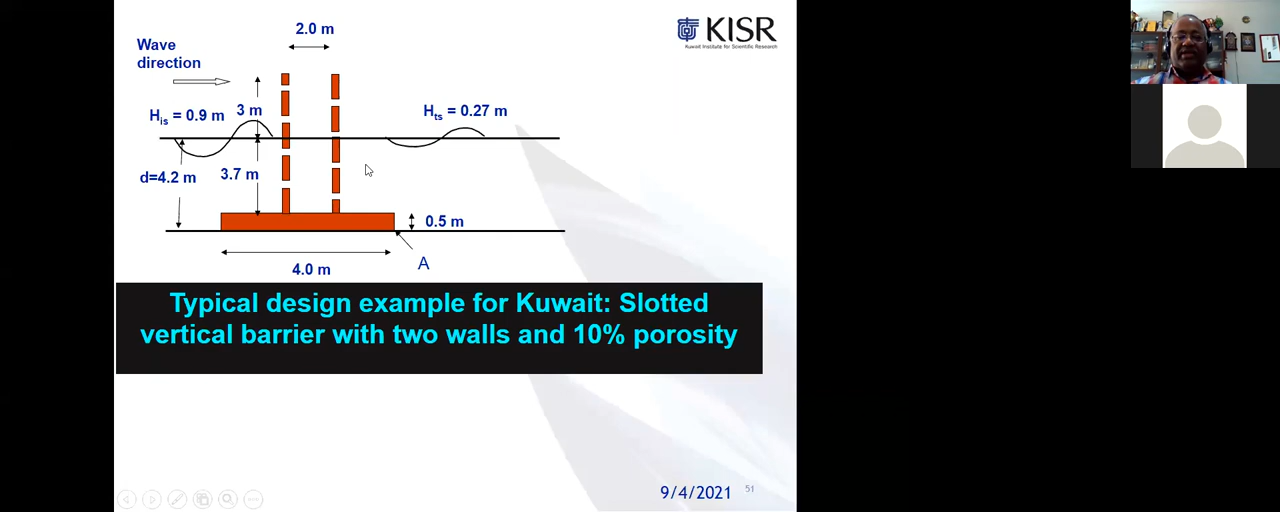 2.0 m
KISR
Kuwait Institute for Scientific Research
Wave
direction
His = 0.9 m
3 m
Hts = 0.27 m
d=4.2 m
3.7 m
0.5 m
4.0 m
A
Typical design example for Kuwait: Slotted
vertical barrier with two walls and 10% porosity
9/4/2021
51